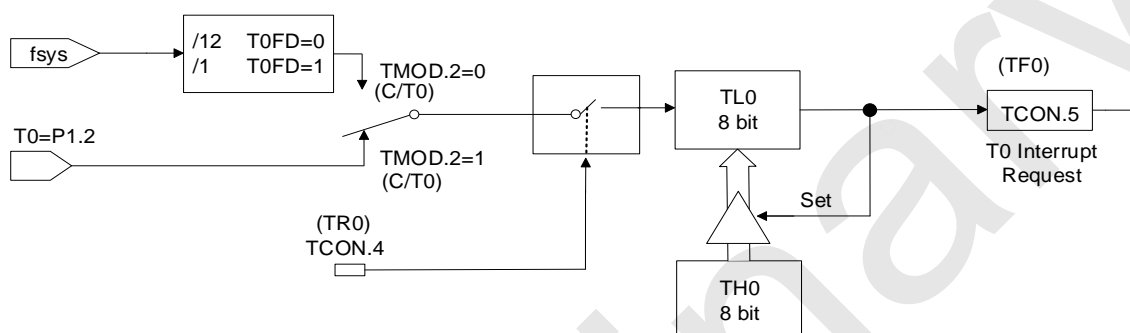 fsys
/12 T0FD=0
/1 T0FD=1
TMOD.2=0
(C/T0)
T0=P1.2
TMOD.2=1
(C/T0)
(TR0)
TCON.4
TL0
8 bit
Set
TH0
8 bit
(TF0)
TCON.5
T0 Interrupt
Request